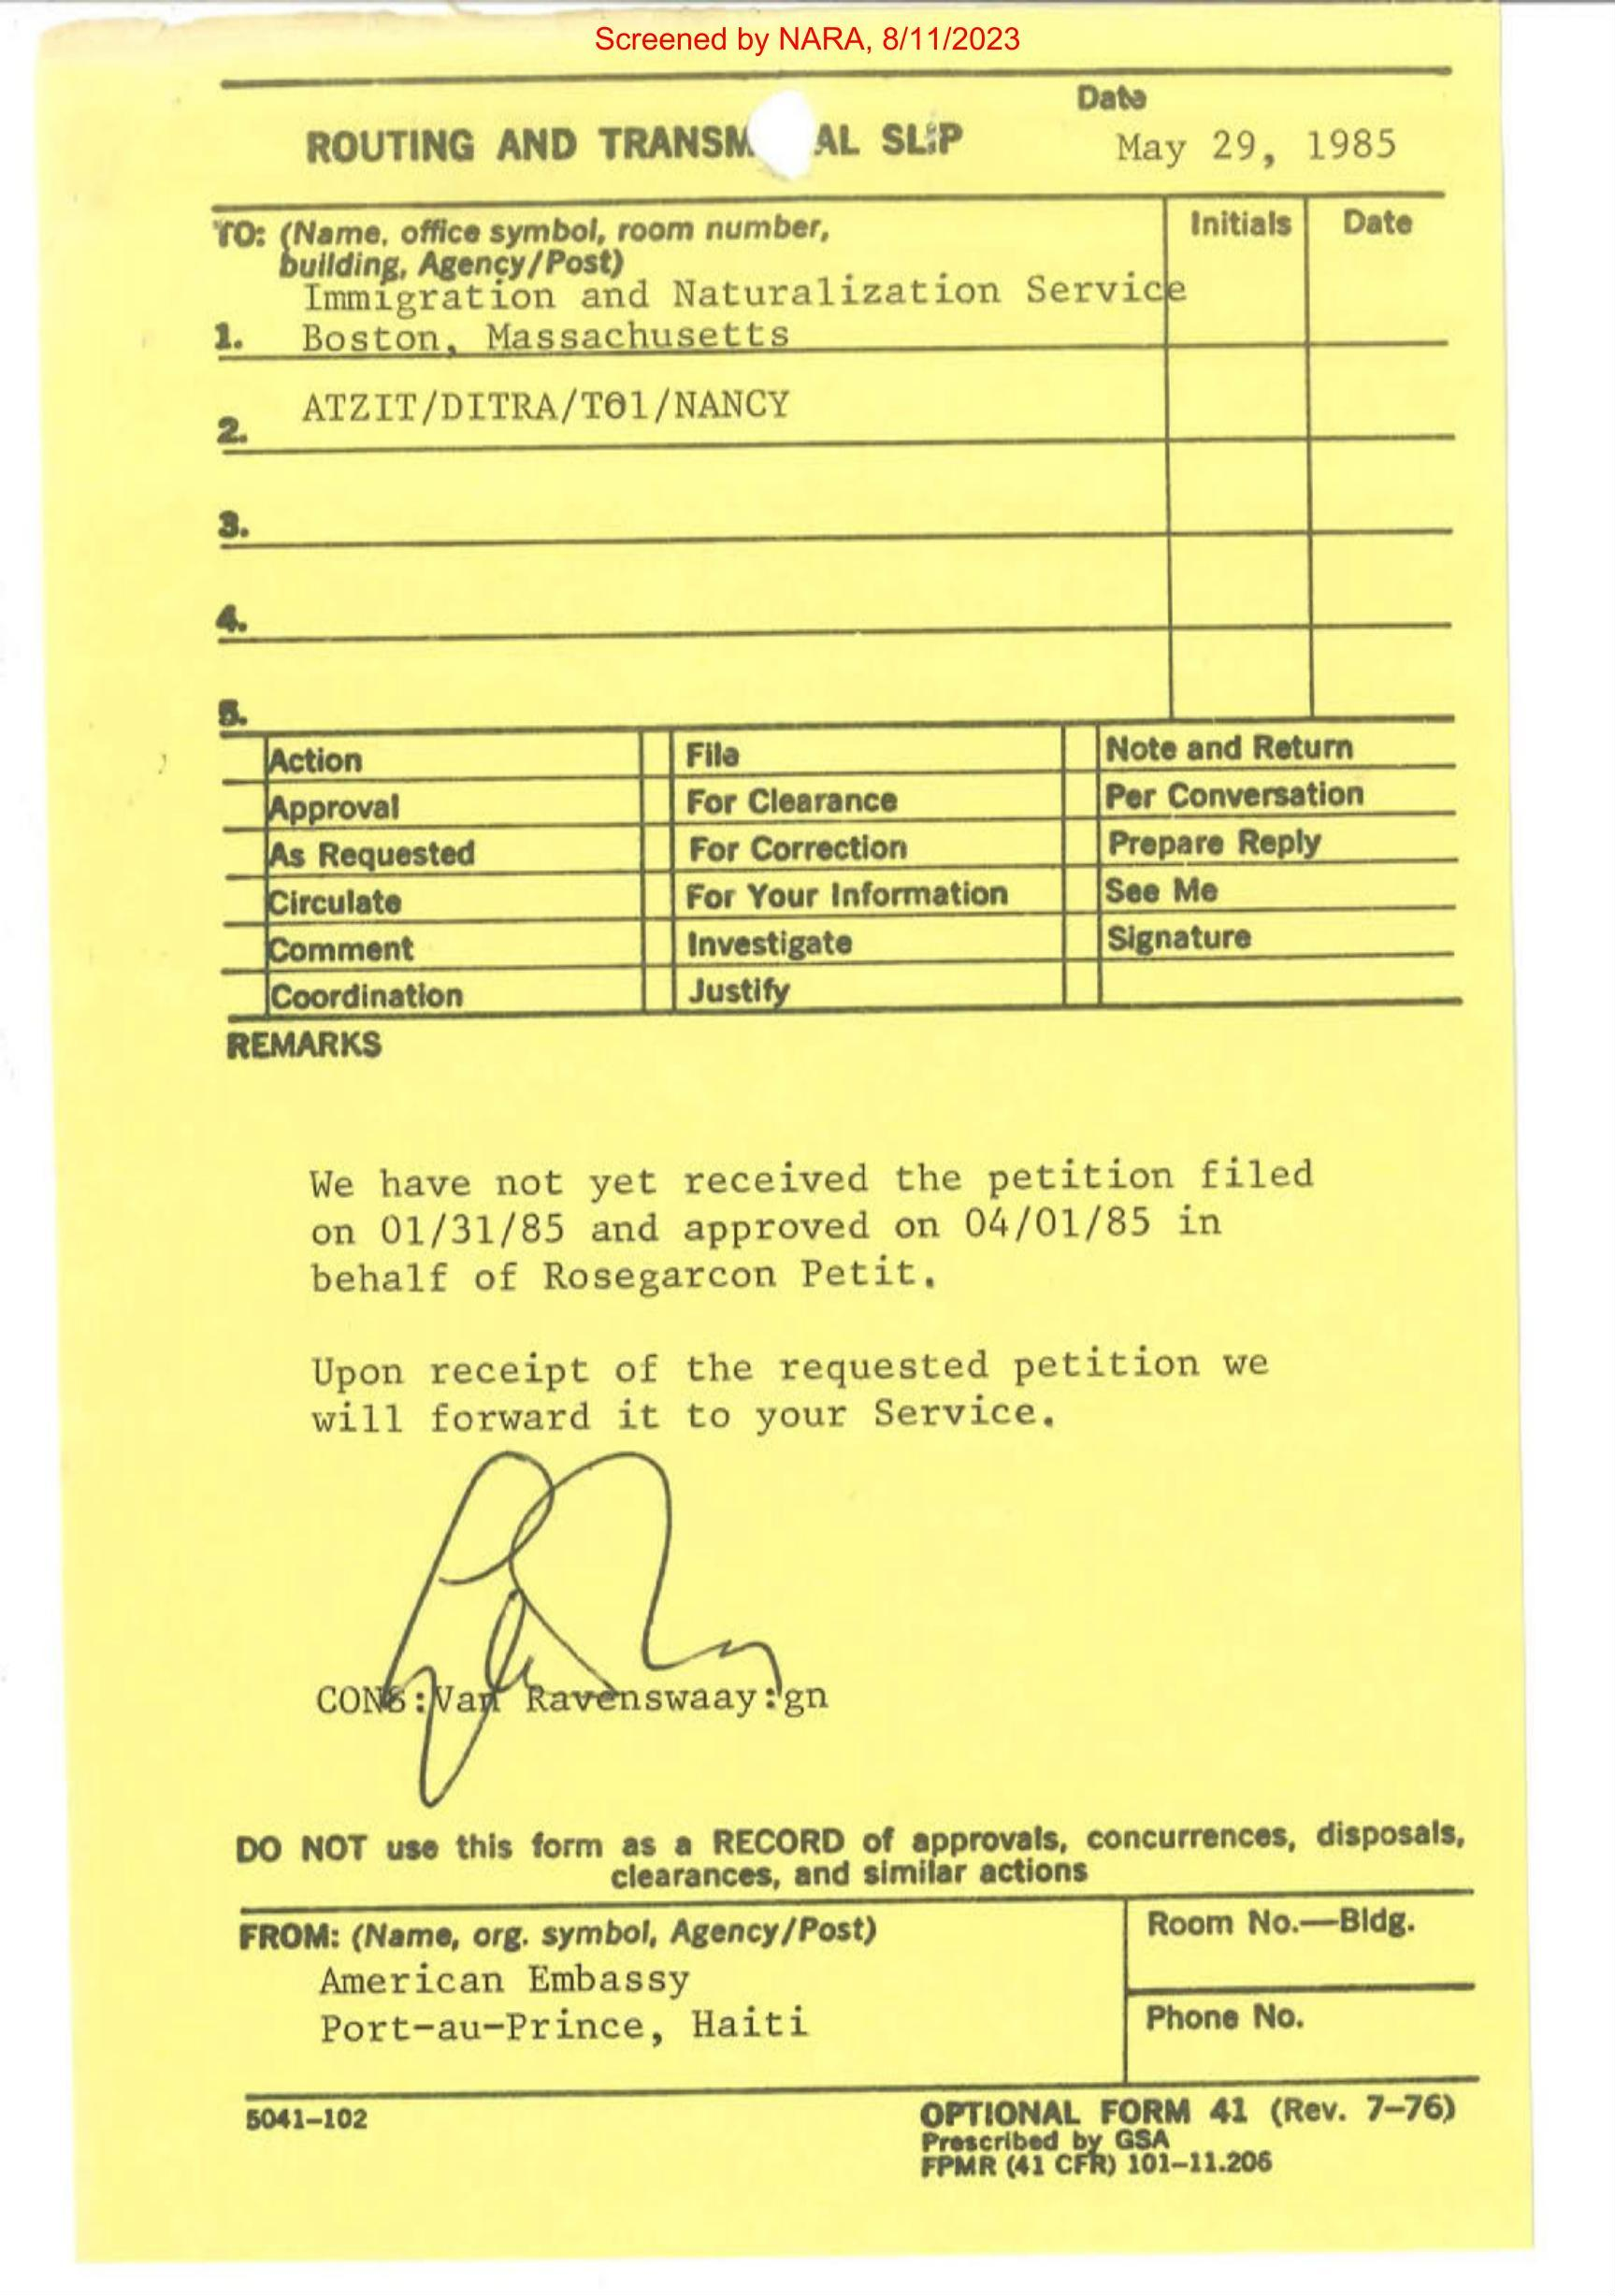 Screened by NARA, 8/11/2023
Date
ROUTING AND TRANSM AL SLIP
May 29, 1985
TO: (Name, office symbol, room number,
building, Agency/Post)
Initials
Date
Immigration and Naturalization Service
1. Boston, Massachusetts
2. ATZIT/DITRA/T01/NANCY
3.
4.
5.
Action
File
Note and Return
Approval
For Clearance
Per Conversation
As Requested
For Correction
Prepare Reply
Circulate
For Your Information
See Me
Comment
Investigate
Signature
Coordination
Justify
REMARKS
We have not yet received the petition filed
on 01/31/85 and approved on 04/01/85 in
behalf of Rosegarcon Petit.
Upon receipt of the requested petition we
will forward it to your Service.
CONS:Van Ravenswaay:gn
DO NOT use this form as a RECORD of approvals, concurrences, disposals,
clearances, and similar actions
FROM: (Name, org. symbol, Agency/Post)
Room No.—Bldg.
American Embassy
Port-au-Prince, Haiti
Phone No.
5041-102
OPTIONAL FORM 41 (Rev. 7-76)
Prescribed by GSA
FPMR (41 CFR) 101-11.206